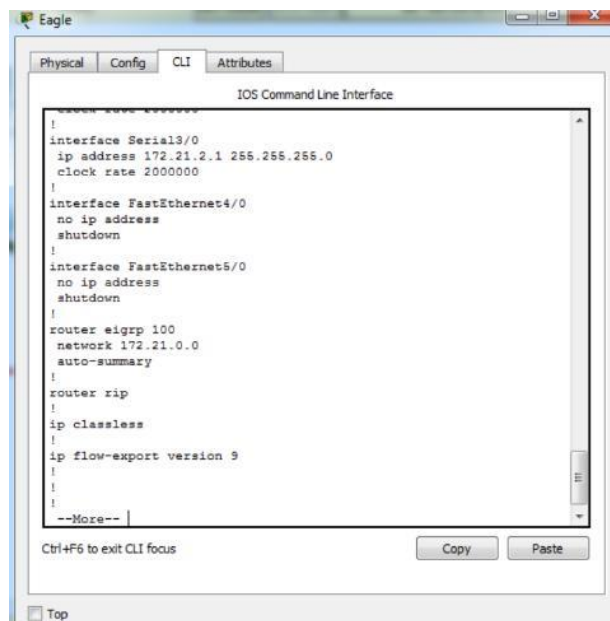 Eagle
Physical Config CLI Attributes
IOS Command Line Interface
clock rate 2000000
!
interface Serial3/0
ip address 172.21.2.1 255.255.255.0
clock rate 2000000
!
interface FastEthernet4/0
no ip address
shutdown
!
interface FastEthernet5/0
no ip address
shutdown
!
router eigrp 100
network 172.21.0.0
auto-summary
!
router rip
!
ip classless
!
ip flow-export version 9
!
!
!
--More--
Ctrl+F6 to exit CLI focus
Copy Paste
Top